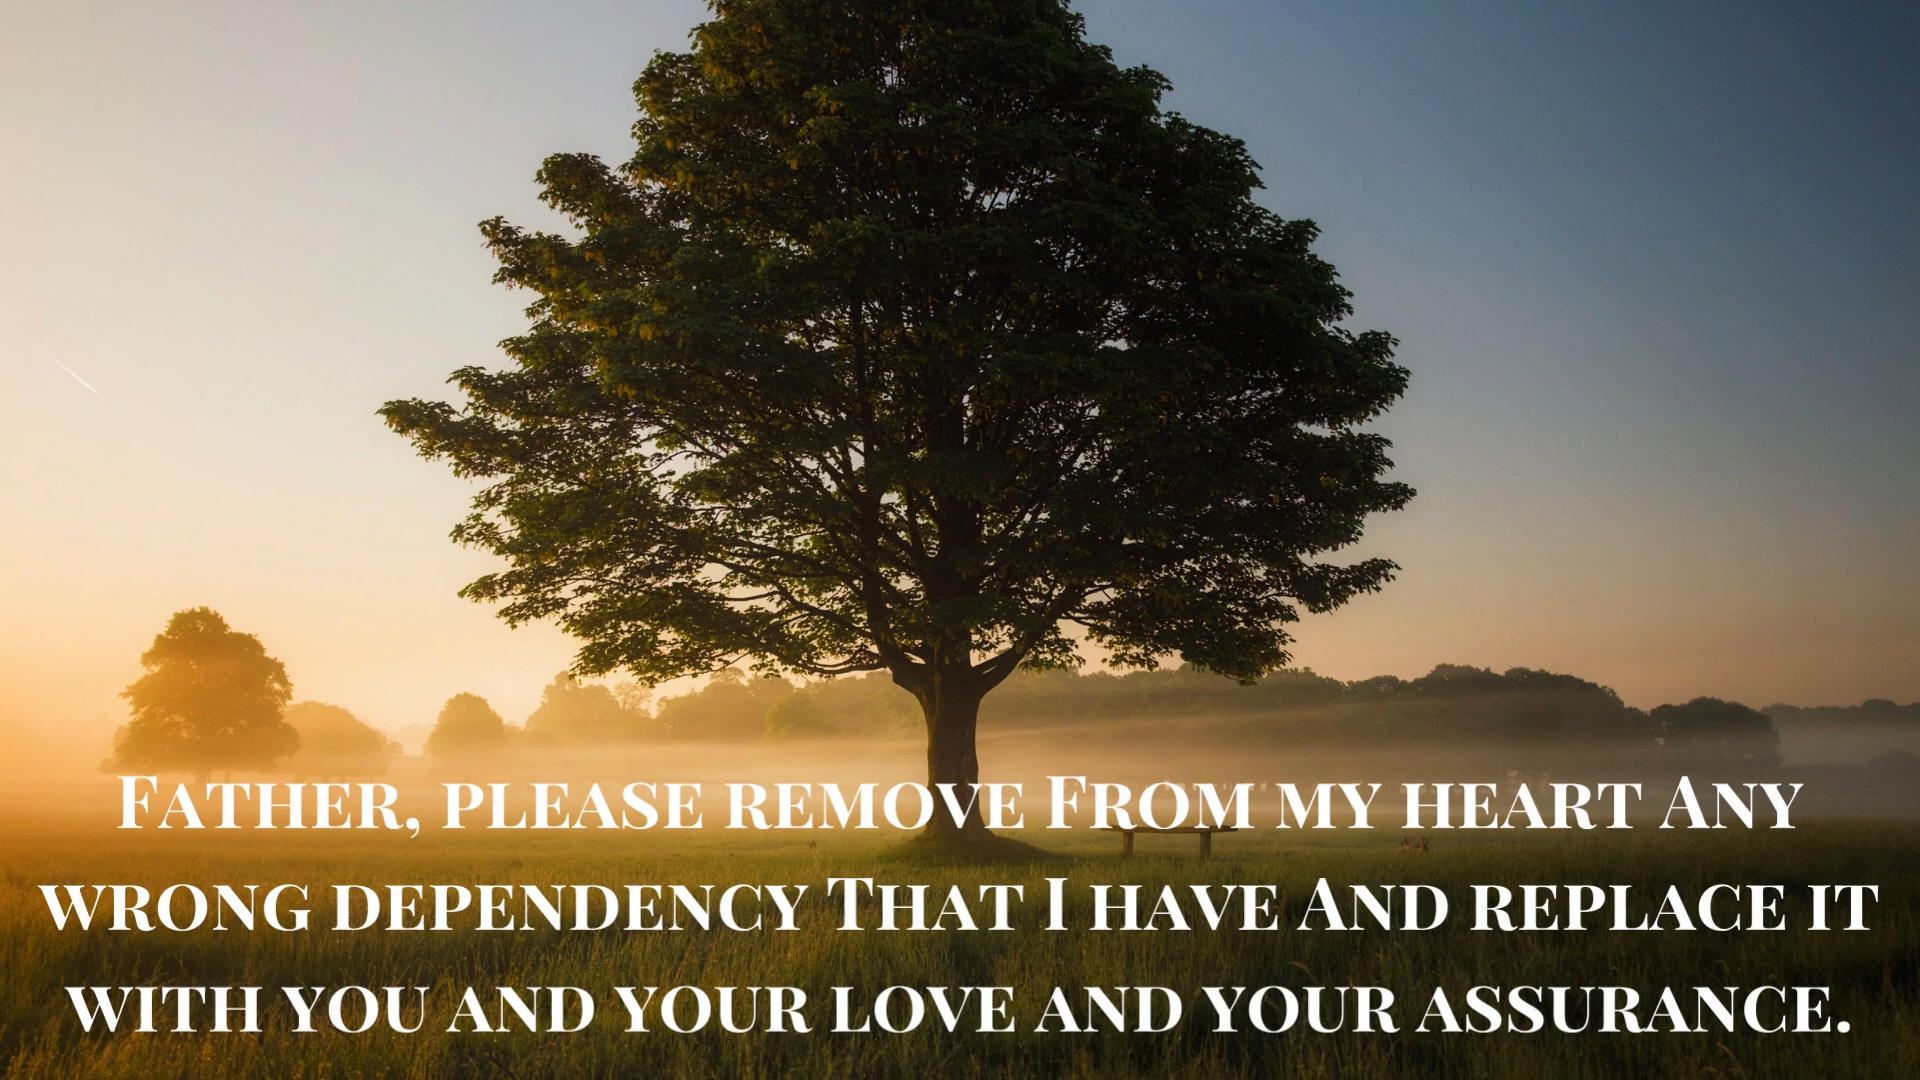 Father, please remove From my heart Any
wrong dependency That I have And replace it
with you and your love and your assurance.